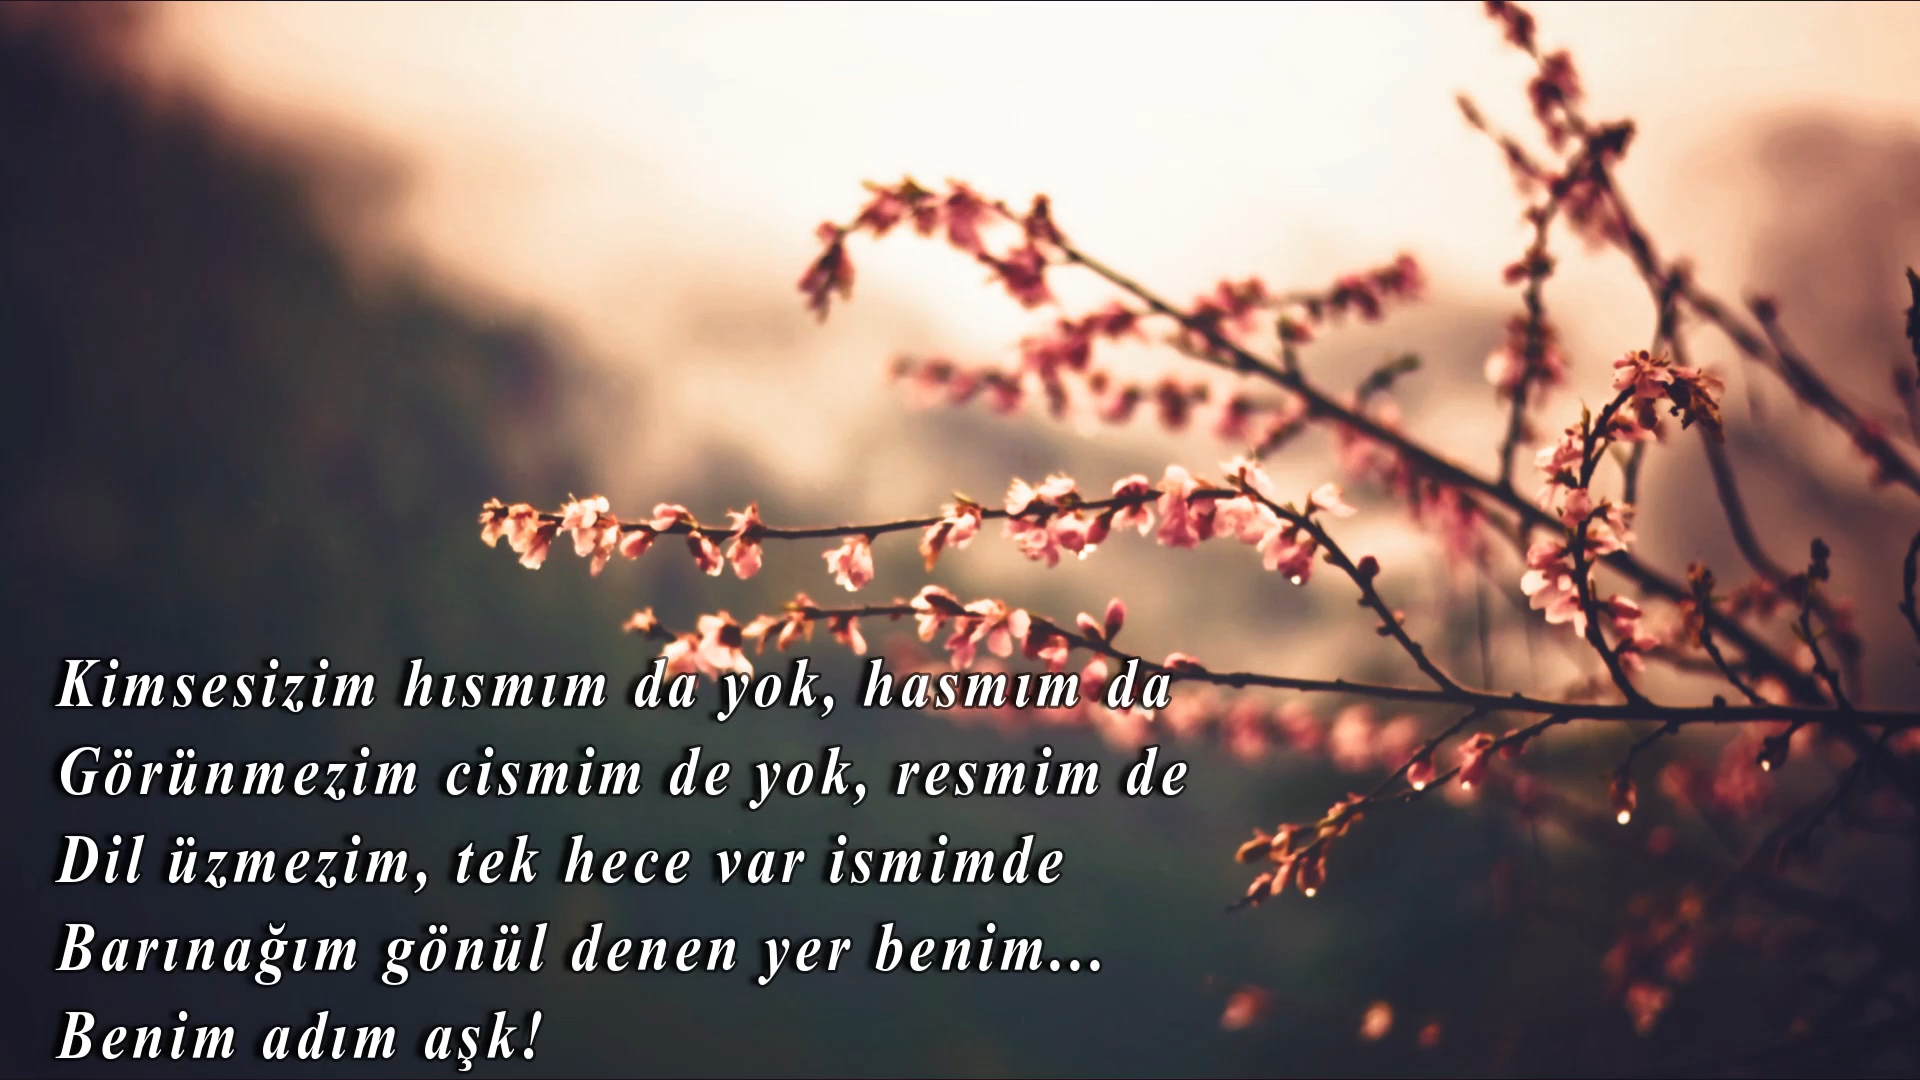 Kimsesizim hısmım da yok, hasmım da
Görünmezim cismim de yok, resmim de
Dil üzmezim, tek hece var ismimde
Barınağım gönül denen yer benim...
Benim adım aşk!